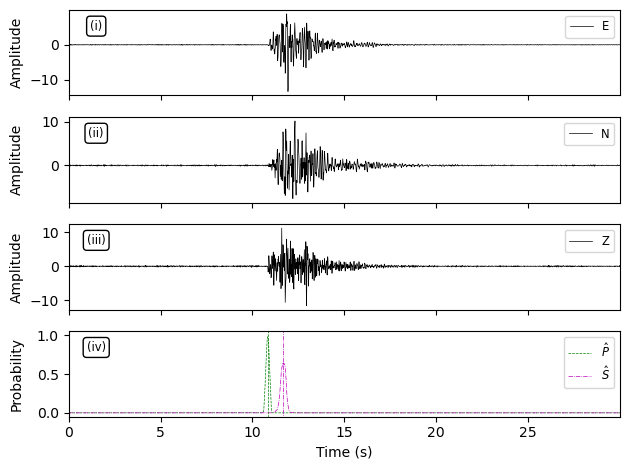 (i)
E
Amplitude
0
−10
(ii)
N
Amplitude
10
0
(iii)
Z
Amplitude
10
0
−10
(iv)
P̂
Ŝ
Probability
1.0
0.5
0.0
0 5 10 15 20 25
Time (s)